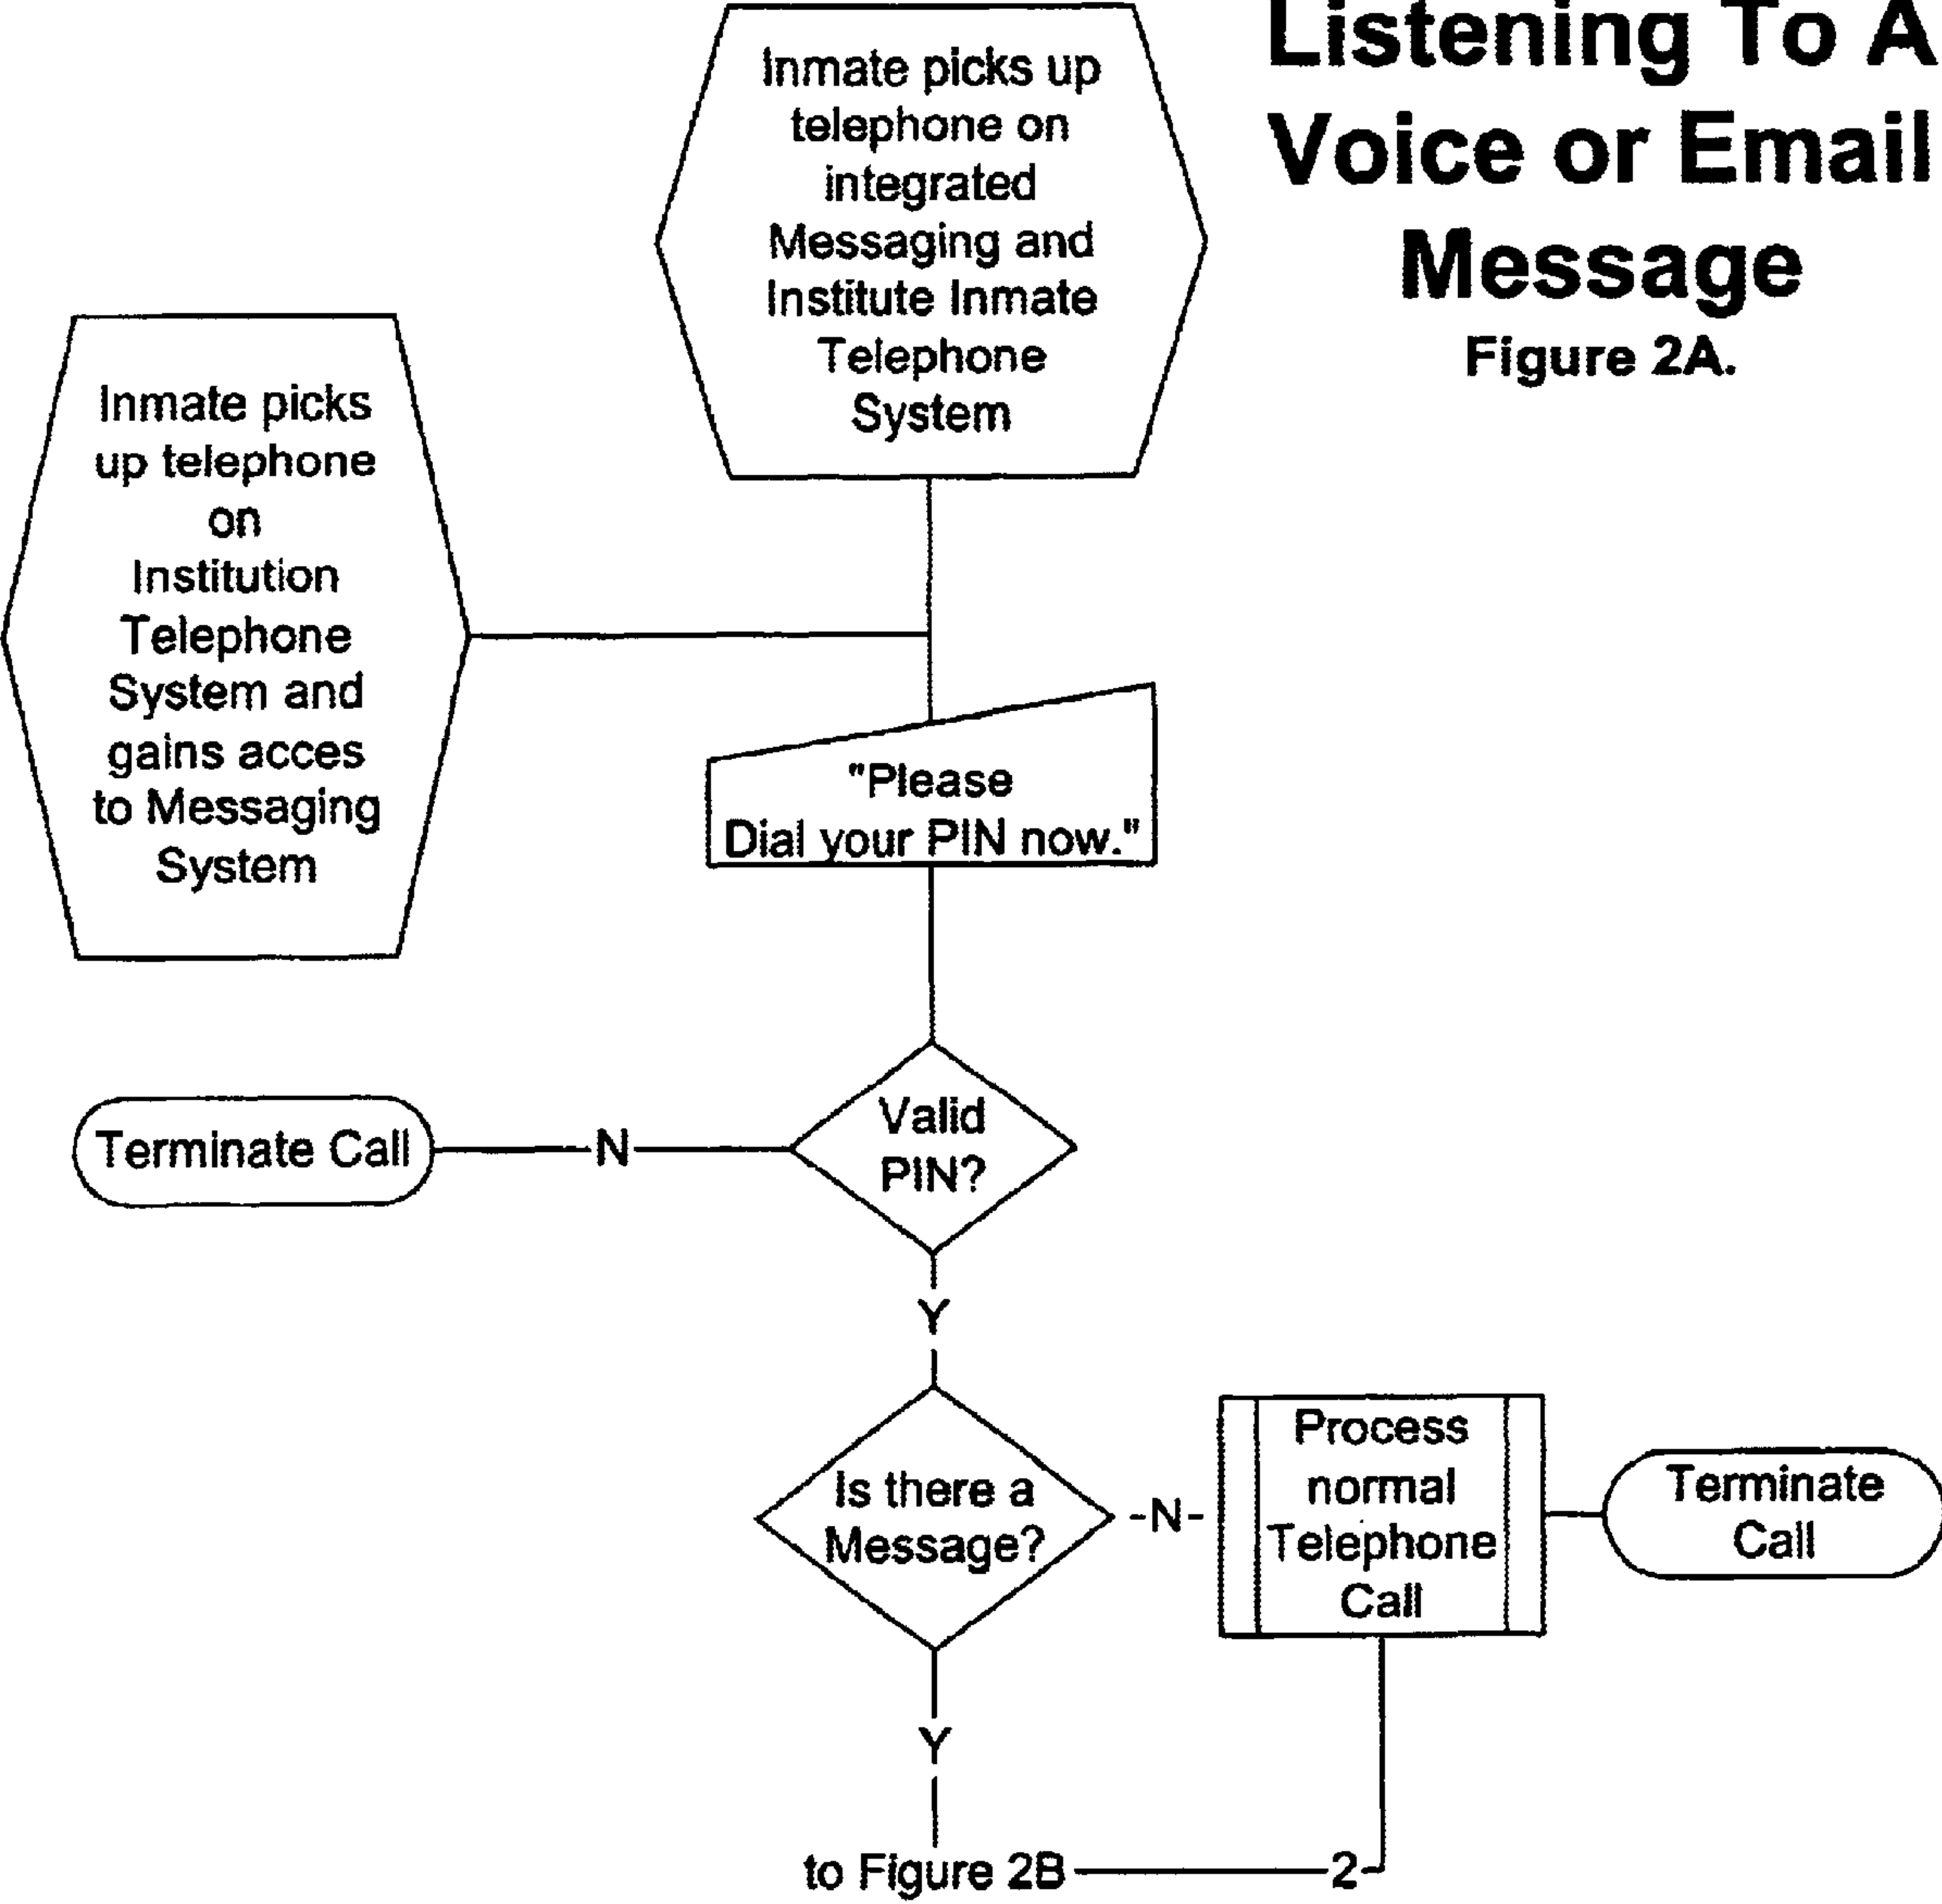 Listening To A
Voice or Email
Message
Figure 2A.
Inmate picks up
telephone on
integrated
Messaging and
Institute Inmate
Telephone
System
Inmate picks
up telephone
on
Institution
Telephone
System and
gains acces
to Messaging
System
"Please
Dial your PIN now."
Valid
PIN?
N
Terminate Call
Y
Is there a
Message?
-N-
Process
normal
Telephone
Call
Terminate
Call
Y
to Figure 2B
2